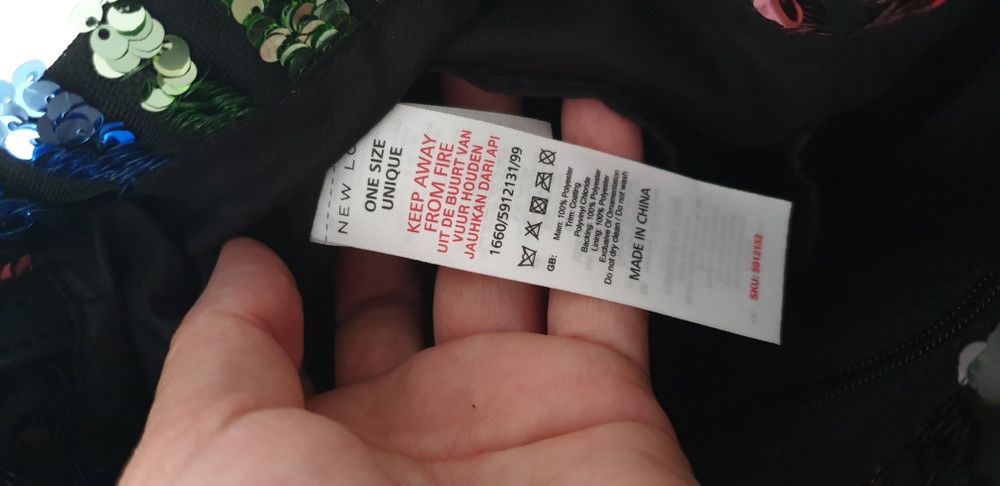 NEW LO
ONE SIZE
UNIQUE
KEEP AWAY
FROM FIRE
UIT DE BUURT VAN
VUUR HOUDEN
JAUHKAN DARI API
1660/5912131/99
GB:
Main: 100% Polyester
Trim: Coating
Polyvinyl Chloride
Backing: 100% Polyester
Lining: 100% Polyester
Exclusive Of Ornamentation
Do not dry clean / Do not wash
MADE IN CHINA
SKU: 5912132